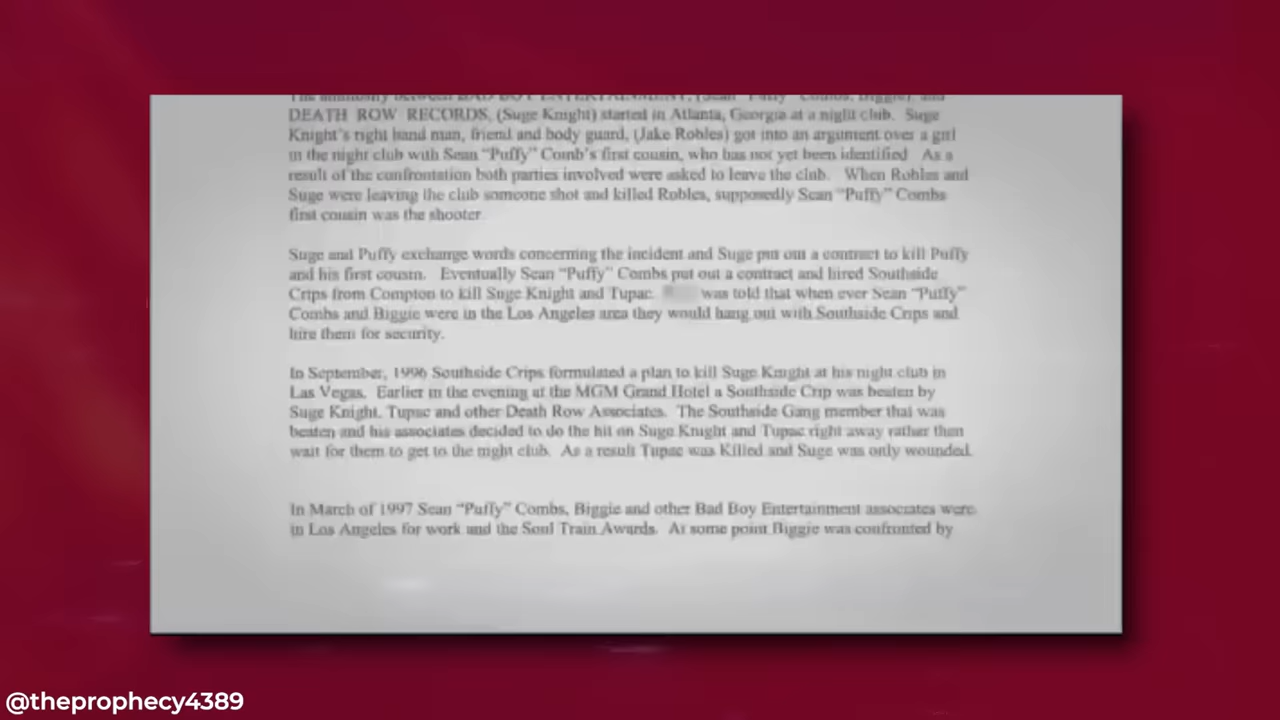 The animosity between BAD BOY ENTERTAINMENT, (Sean "Puffy" Combs, Biggie), and
DEATH ROW RECORDS, (Suge Knight) started in Atlanta, Georgia at a night club. Suge
Knight's right hand man, friend and body guard, (Jake Robles) got into an argument over a girl
in the night club with Sean "Puffy" Comb's first cousin, who has not yet been identified As a
result of the confrontation both parties involved were asked to leave the club. When Robles and
Suge were leaving the club someone shot and killed Robles, supposedly Sean "Puffy" Combs
first cousin was the shooter
Suge and Puffy exchange words concerning the incident and Suge put out a contract to kill Puffy
and his first cousin. Eventually Sean "Puffy" Combs put out a contract and hired Southside
Crips from Compton to kill Suge Knight and Tupac. was told that when ever Sean "Puffy"
Combs and Biggie were in the Los Angeles area they would hang out with Southside Crips and
hire them for security.
In September, 1996 Southside Crips formulated a plan to kill Suge Knight at his night club in
Las Vegas. Earlier in the evening at the MGM Grand Hotel a Southside Crip was beaten by
Suge Knight, Tupac and other Death Row Associates. The Southside Gang member that was
beaten and his associates decided to do the hit on Suge Knight and Tupac right away rather then
wait for them to get to the night club. As a result Tupac was Killed and Suge was only wounded.
In March of 1997 Sean "Puffy" Combs, Biggie and other Bad Boy Entertainment associates were
in Los Angeles for work and the Soul Train Awards. At some point Biggie was confronted by
@theprophecy4389